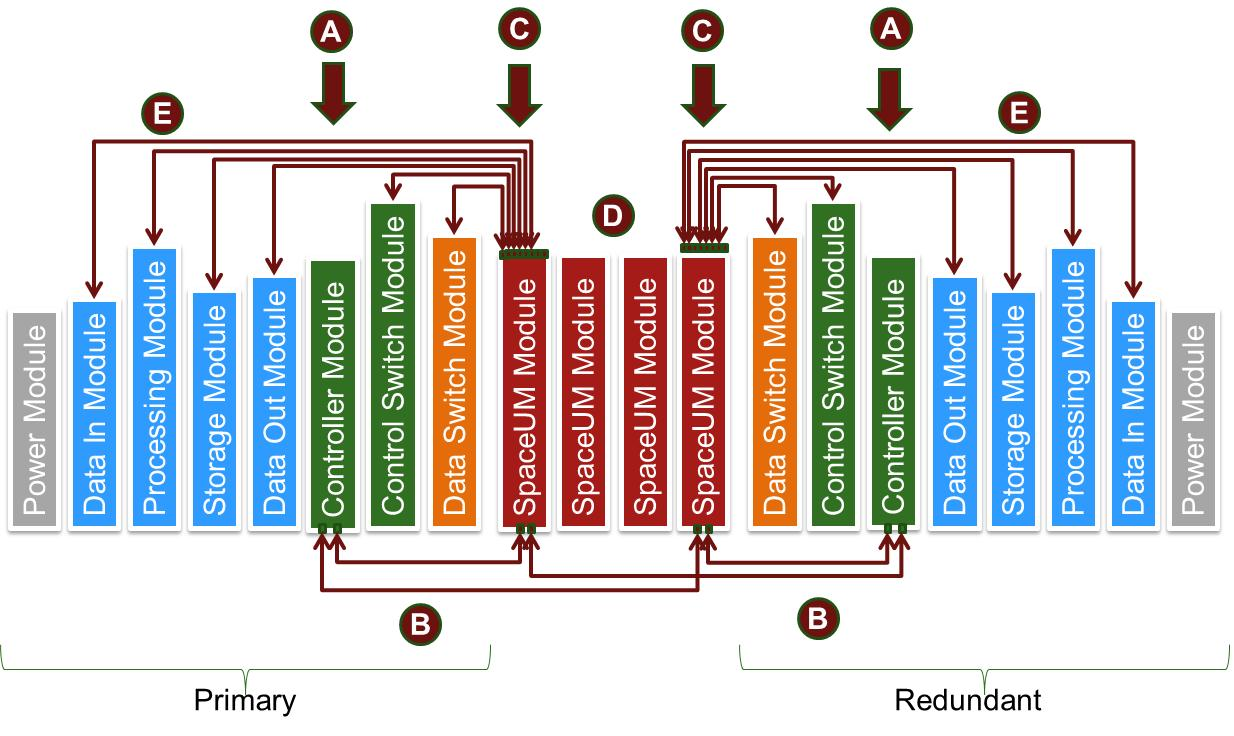 A
C
C
A
E
E
D
Power Module
Data In Module
Processing Module
Storage Module
Data Out Module
Controller Module
Control Switch Module
Data Switch Module
SpaceUM Module
SpaceUM Module
SpaceUM Module
SpaceUM Module
Data Switch Module
Control Switch Module
Controller Module
Data Out Module
Storage Module
Processing Module
Data In Module
Power Module
B
B
Primary
Redundant